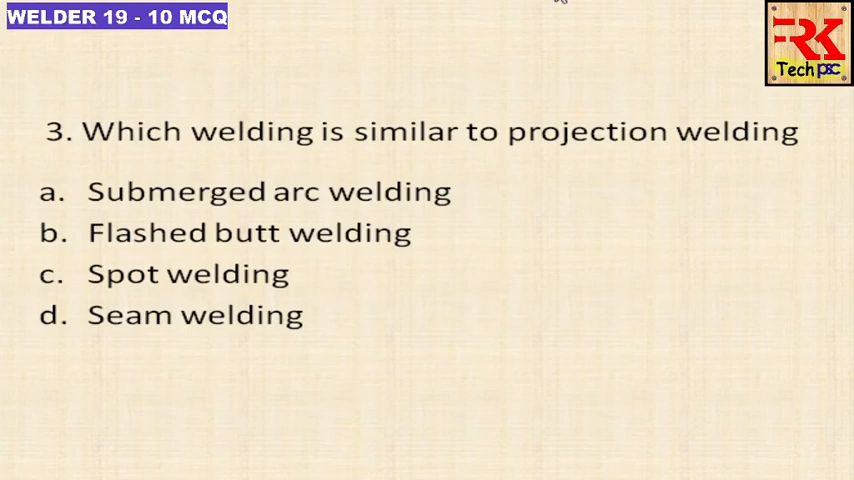 WELDER 19 - 10 MCQ
RK
Tech psc
3. Which welding is similar to projection welding
a. Submerged arc welding
b. Flashed butt welding
c. Spot welding
d. Seam welding